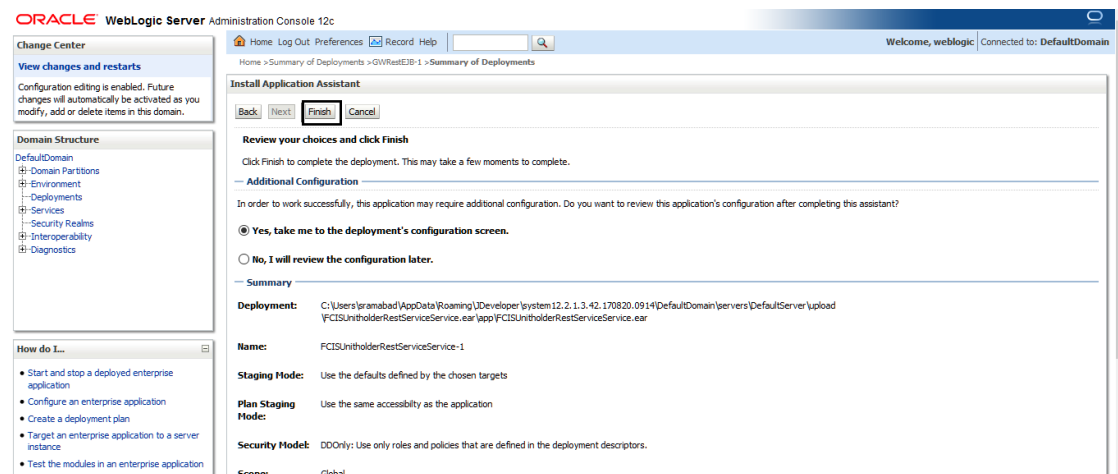 ORACLE WebLogic Server Administration Console 12c
Change Center
View changes and restarts
Configuration editing is enabled. Future
changes will automatically be activated as you
modify, add or delete items in this domain.
Domain Structure
DefaultDomain
Domain Partitions
Environment
Deployments
Services
Security Realms
Interoperability
Diagnostics
How do I...
Start and stop a deployed enterprise
application
Configure an enterprise application
Create a deployment plan
Target an enterprise application to a server
instance
Test the modules in an enterprise application
Home Log Out Preferences Record Help
Welcome, weblogic Connected to: DefaultDomain
Home >Summary of Deployments >GWRestEJB-1 >Summary of Deployments
Install Application Assistant
Back Next Finish Cancel
Review your choices and click Finish
Click Finish to complete the deployment. This may take a few moments to complete.
Additional Configuration
In order to work successfully, this application may require additional configuration. Do you want to review this application's configuration after completing this assistant?
Yes, take me to the deployment's configuration screen.
No, I will review the configuration later.
Summary
Deployment: C:\Users\sramabad\AppData\Roaming\JDeveloper\system12.2.1.3.42.170820.0914\DefaultDomain\servers\DefaultServer\upload
\FCISUnitholderRestServiceService.ear\app\FCISUnitholderRestServiceService.ear
Name: FCISUnitholderRestServiceService-1
Staging Mode: Use the defaults defined by the chosen targets
Plan Staging Use the same accessibilty as the application
Mode:
Security Model: DDOnly: Use only roles and policies that are defined in the deployment descriptors.
Scope: Global